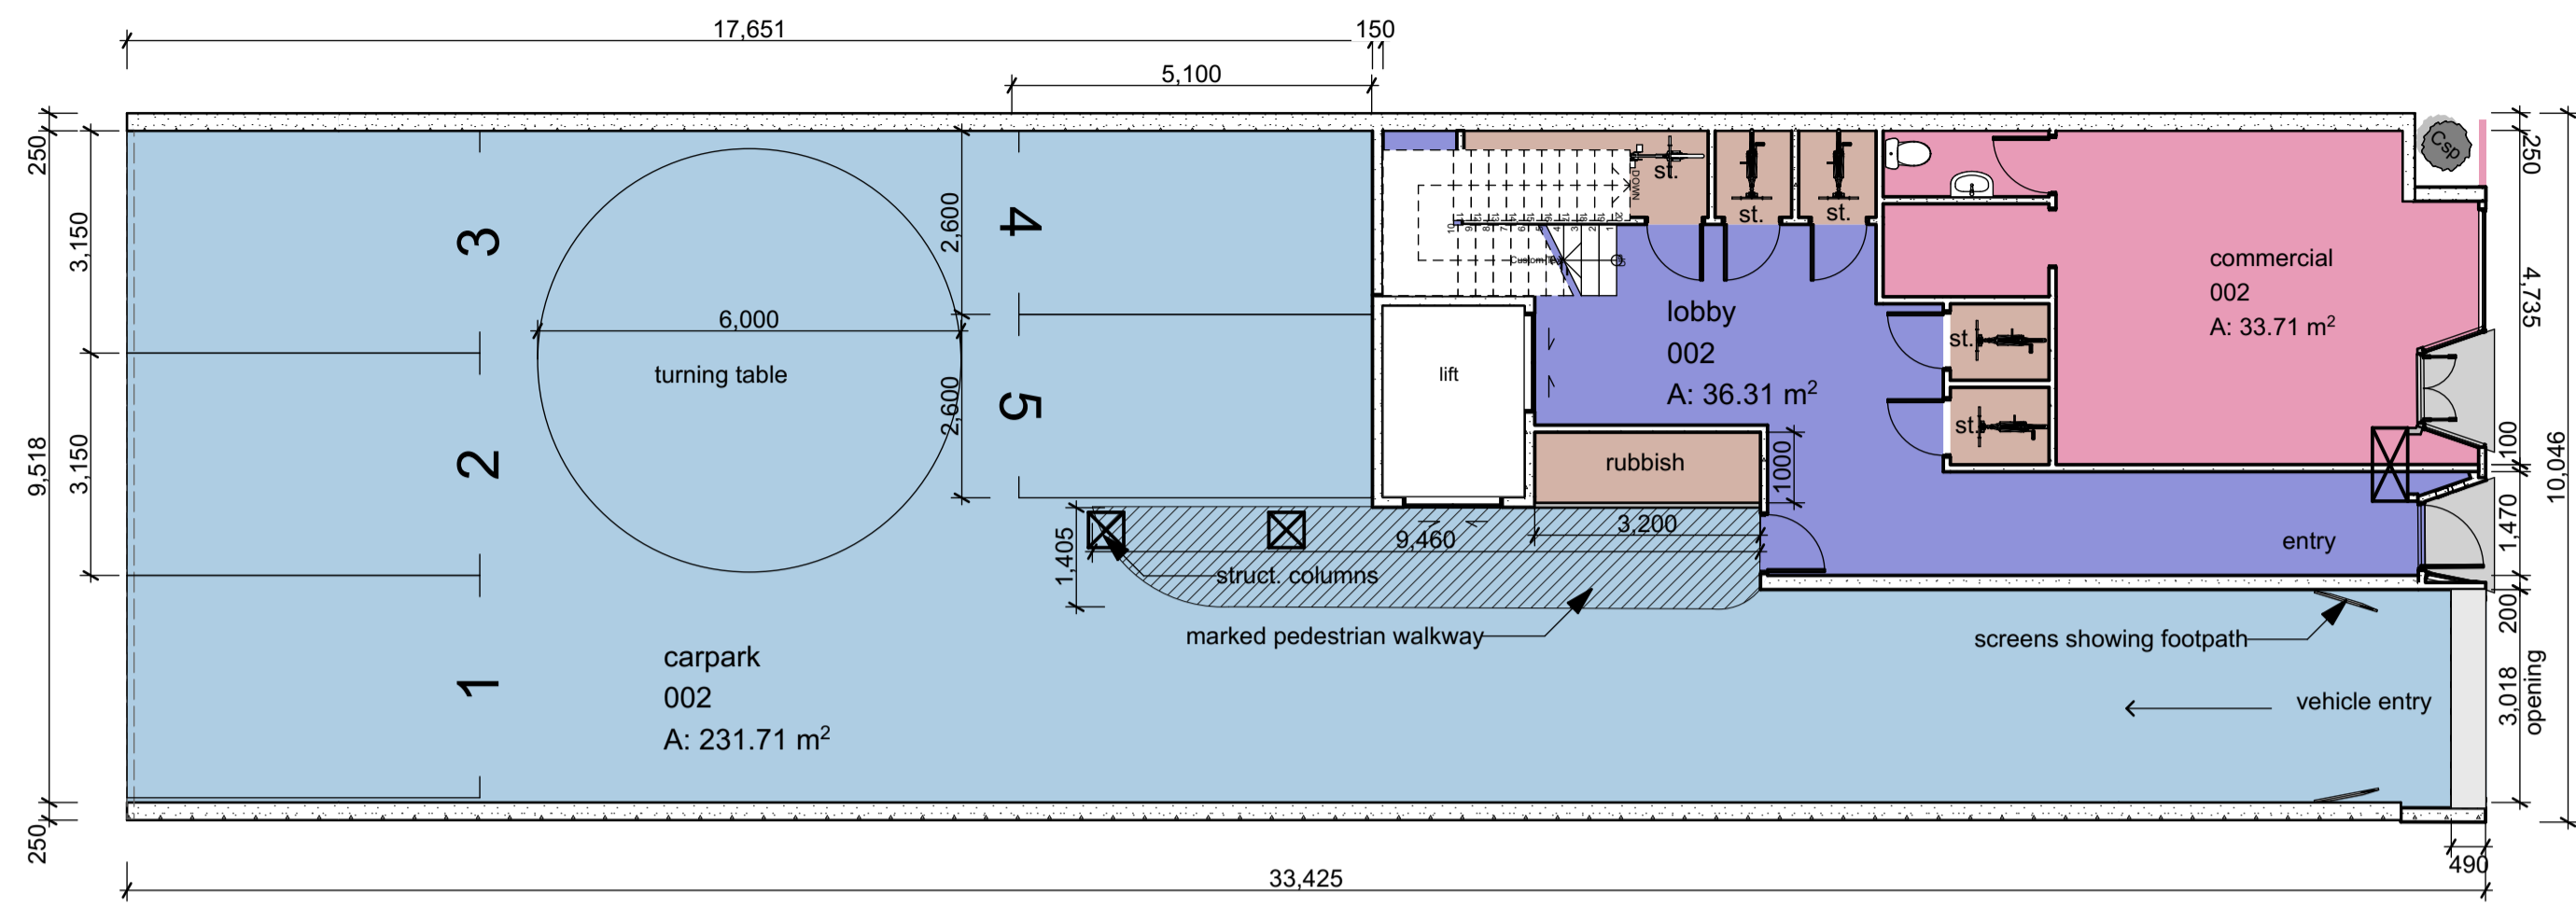 17,651
150
5,100
250
3,150
3,150
9,518
250
3
2
1
6,000
turning table
2,600
2,600
4
5
DOWN
10
st.
st.
st.
st.
st.
lift
lobby
002
A: 36.31 m²
rubbish
1000
3,200
9,460
1,405
struct. columns
marked pedestrian walkway
carpark
002
A: 231.71 m²
commercial
002
A: 33.71 m²
Csp
entry
screens showing footpath
vehicle entry
250
4,735
100
1,470
200
3,018
opening
10,046
490
33,425